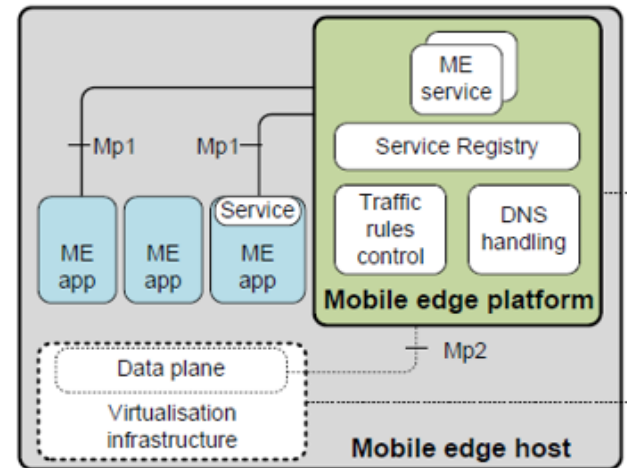 ME
service
Mp1
Mp1
Service Registry
Service
ME
app
ME
app
ME
app
Traffic
rules
control
DNS
handling
Mobile edge platform
Mp2
Data plane
Virtualisation
infrastructure
Mobile edge host